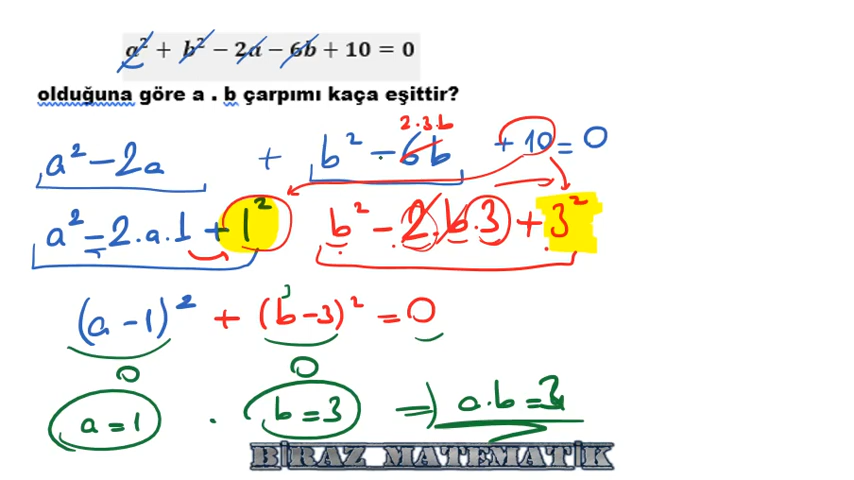 a² + b² − 2a − 6b + 10 = 0
olduğuna göre a . b çarpımı kaça eşittir?
2.3.b
a² − 2a + b² − 6b + 10 = 0
a² − 2.a.1 + 1² b² − 2.b.3 + 3²
3
(a − 1)² + (b − 3)² = 0
0 0
a = 1 . b = 3 ⇒ a.b = 3
BİRAZ MATEMATİK